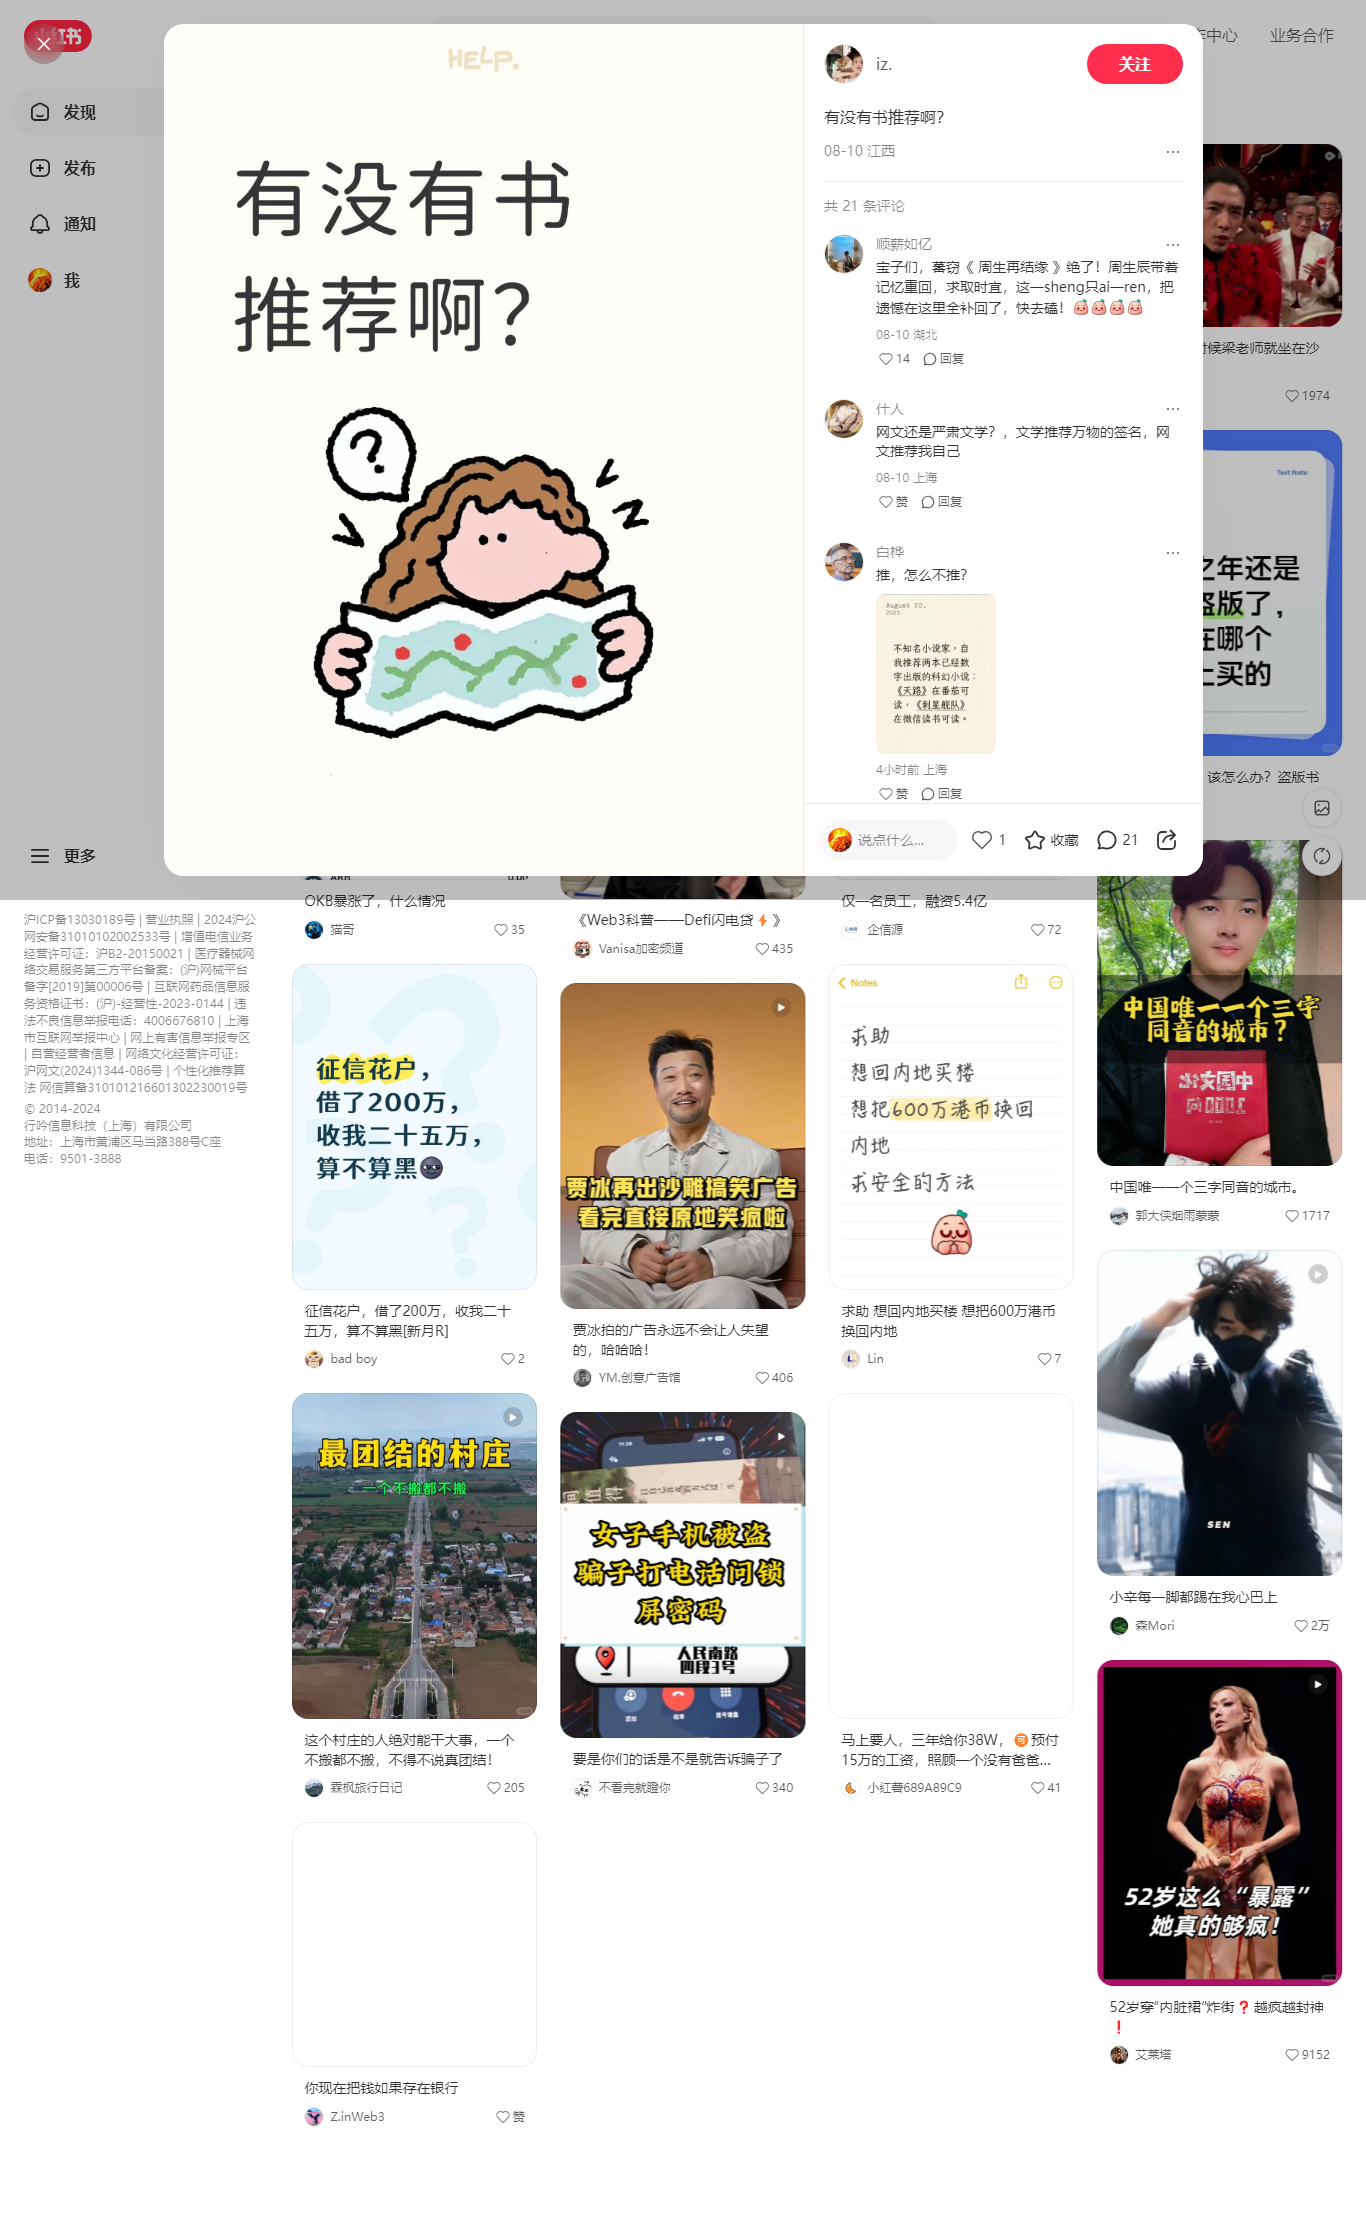 发现
发布
通知
我
更多
业务合作
HELP.
有没有书
推荐啊？
?
iz.
关注
有没有书推荐啊？
08-10 江西
共 21 条评论
顺薪如亿
宝子们，蕃窃《 周生再结缘 》绝了！周生辰带着
记忆重回，求取时宜，这一sheng只ai一ren，把
遗憾在这里全补回了，快去磕！
08-10 湖北
14 回复
什人
网文还是严肃文学？，文学推荐万物的签名，网
文推荐我自己
08-10 上海
赞 回复
白桦
推，怎么不推？
August 20,
2025
不知名小说家，自
我推荐两本已经数
字出版的科幻小说：
《天路》在番茄可
读，《刺星舰队》
在微信读书可读。
4小时前 上海
赞 回复
说点什么...
1 收藏 21
时候梁老师就坐在沙
1974
Text Note
之年还是
盗版了，
在哪个
上买的
该怎么办？盗版书
沪ICP备13030189号 | 营业执照 | 2024沪公
网安备31010102002533号 | 增值电信业务
经营许可证：沪B2-20150021 | 医疗器械网
络交易服务第三方平台备案：(沪)网械平台
备字[2019]第00006号 | 互联网药品信息服
务资格证书：(沪)-经营性-2023-0144 | 违
法不良信息举报电话：4006676810 | 上海
市互联网举报中心 | 网上有害信息举报专区
| 自营经营者信息 | 网络文化经营许可证：
沪网文(2024)1344-086号 | 个性化推荐算
法 网信算备310101216601302230019号
© 2014-2024
行吟信息科技（上海）有限公司
地址：上海市黄浦区马当路388号C座
电话：9501-3888
OKB暴涨了，什么情况
猫哥
35
征信花户，
借了200万，
收我二十五万，
算不算黑
征信花户，借了200万，收我二十
五万，算不算黑[新月R]
bad boy
2
最团结的村庄
一个不搬都不搬
这个村庄的人绝对能干大事，一个
不搬都不搬，不得不说真团结！
霖枫旅行日记
205
你现在把钱如果存在银行
Z.inWeb3
赞
《Web3科普——Defi闪电贷⚡》
Vanisa加密频道
435
贾冰再出沙雕搞笑广告
看完直接原地笑疯啦
贾冰拍的广告永远不会让人失望
的，哈哈哈！
YM.创意广告馆
406
11:26
女子手机被盗
骗子打电话问锁
屏密码
人民南路
四段3号
要是你们的话是不是就告诉骗子了
不看完就瞪你
340
仅一名员工，融资5.4亿
企信源
72
Notes
求助
想回内地买楼
想把600万港币换回
内地
求安全的方法
求助 想回内地买楼 想把600万港币
换回内地
Lin
7
马上要人，三年给你38W，🉑预付
15万的工资，照顾一个没有爸爸...
小红薯689A89C9
41
中国唯一一个三字
同音的城市？
中国唯一一个三字同音的城市。
郭大侠烟雨蒙蒙
1717
SEN
小辛每一脚都踢在我心巴上
森Mori
2万
52岁这么“暴露”
她真的够疯！
52岁穿“内脏裙”炸街❓越疯越封神
❗
艾莱塔
9152